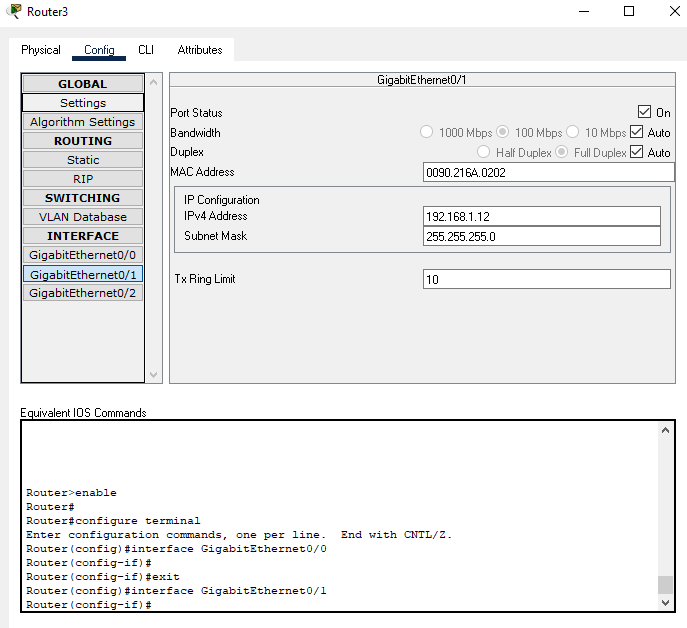 Router3
Physical Config CLI Attributes
GLOBAL
Settings
Algorithm Settings
ROUTING
Static
RIP
SWITCHING
VLAN Database
INTERFACE
GigabitEthernet0/0
GigabitEthernet0/1
GigabitEthernet0/2
GigabitEthernet0/1
Port Status On
Bandwidth 1000 Mbps 100 Mbps 10 Mbps Auto
Duplex Half Duplex Full Duplex Auto
MAC Address 0090.216A.0202
IP Configuration
IPv4 Address 192.168.1.12
Subnet Mask 255.255.255.0
Tx Ring Limit 10
Equivalent IOS Commands
Router>enable
Router#
Router#configure terminal
Enter configuration commands, one per line. End with CNTL/Z.
Router(config)#interface GigabitEthernet0/0
Router(config-if)#
Router(config-if)#exit
Router(config)#interface GigabitEthernet0/1
Router(config-if)#